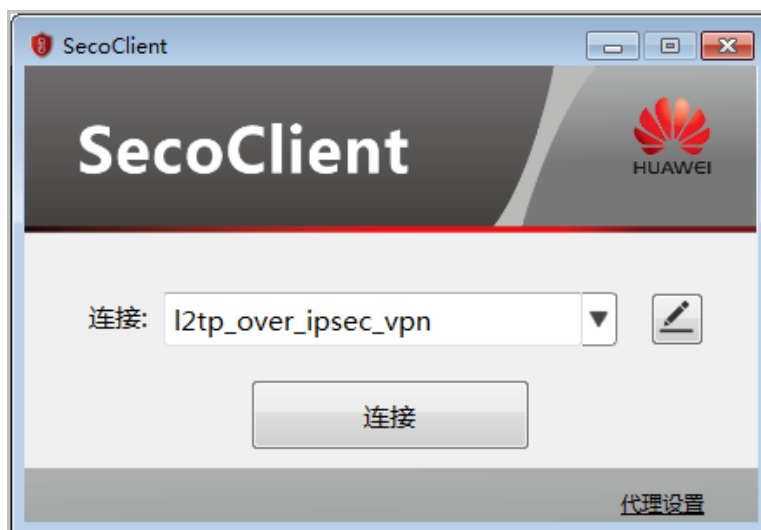 SecoClient
SecoClient
HUAWEI
连接:
l2tp_over_ipsec_vpn
连接
代理设置